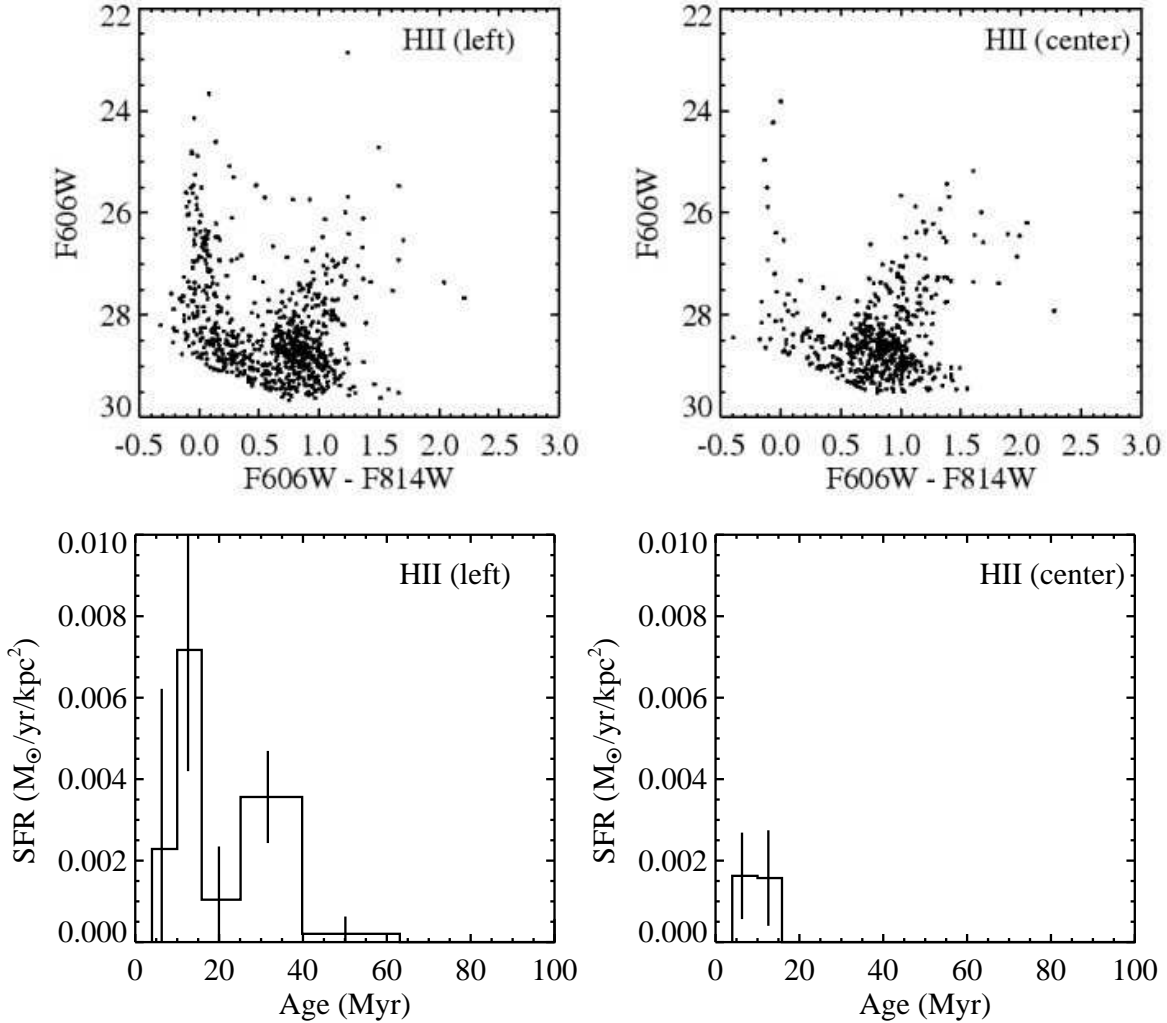 22
24
26
28
30
F606W
HII (left)
-0.5 0.0 0.5 1.0 1.5 2.0 2.5 3.0
F606W - F814W
22
24
26
28
30
F606W
HII (center)
-0.5 0.0 0.5 1.0 1.5 2.0 2.5 3.0
F606W - F814W
0.010
0.008
0.006
0.004
0.002
0.000
SFR (M⊙/yr/kpc²)
HII (left)
0 20 40 60 80 100
Age (Myr)
0.010
0.008
0.006
0.004
0.002
0.000
SFR (M⊙/yr/kpc²)
HII (center)
0 20 40 60 80 100
Age (Myr)